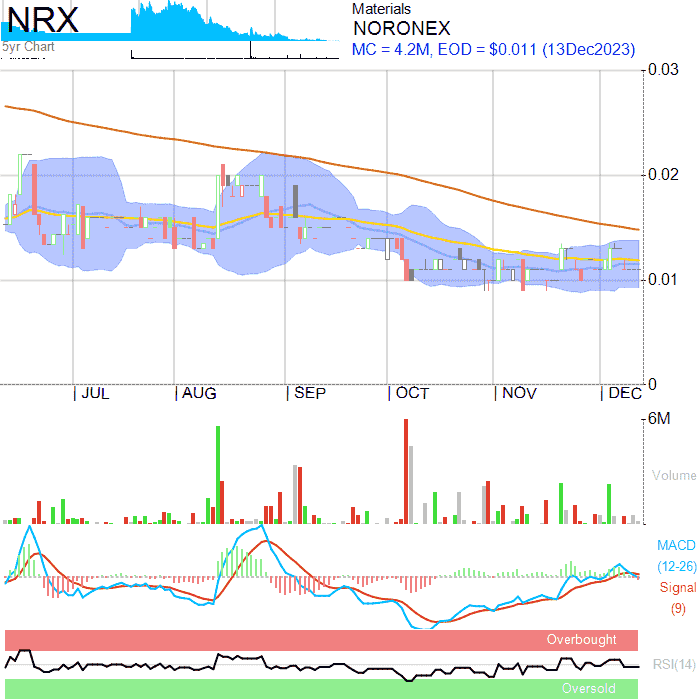 NRX
5yr Chart
Materials
NORONEX
MC = 4.2M, EOD = $0.011 (13Dec2023)
0.03
0.02
0.01
0
| JUL | AUG | SEP | OCT | NOV | DEC
6M
Volume
MACD
(12-26)
Signal
(9)
Overbought
RSI(14)
Oversold